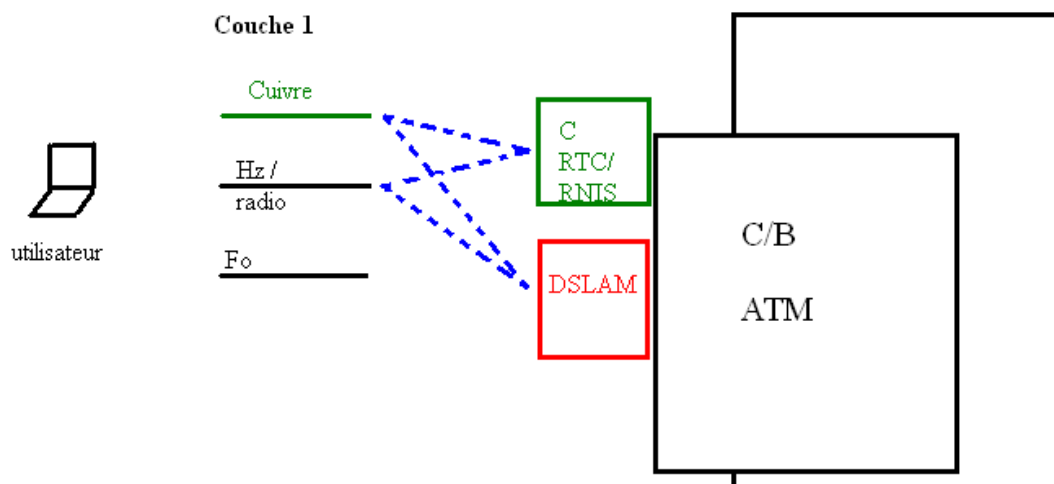 Couche 1
Cuivre
Hz /
radio
Fo
utilisateur
C
RTC/
RNIS
DSLAM
C/B
ATM